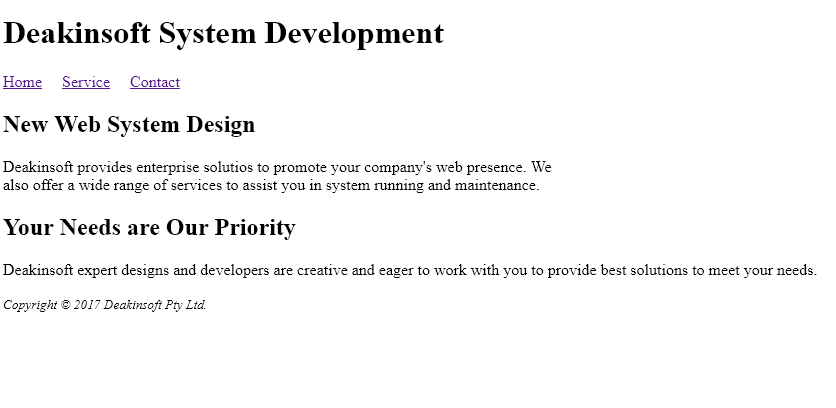 Deakinsoft System Development
Home Service Contact
New Web System Design
Deakinsoft provides enterprise solutios to promote your company's web presence. We
also offer a wide range of services to assist you in system running and maintenance.
Your Needs are Our Priority
Deakinsoft expert designs and developers are creative and eager to work with you to provide best solutions to meet your needs.
Copyright © 2017 Deakinsoft Pty Ltd.